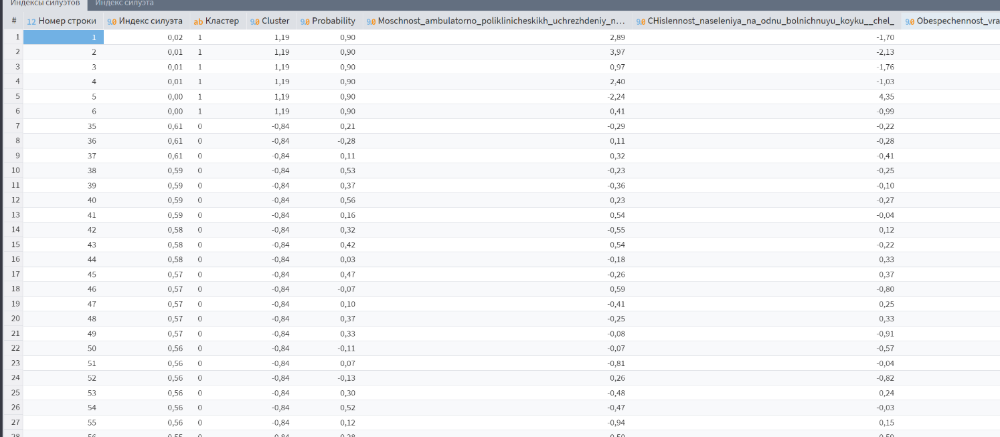 Индексы силуэтов Индекс силуэта
# 12 Номер строки 9.0 Индекс силуэта ab Кластер 9.0 Cluster 9.0 Probability 9.0 Moschnost_ambulatorno_poliklinicheskikh_uchrezhdeniy_n... 9.0 CHislennost_naseleniya_na_odnu_bolnichnuyu_koyku__chel_ 9.0 Obespechennost_vra
1 1 0,02 1 1,19 0,90 2,89 -1,70
2 2 0,01 1 1,19 0,90 3,97 -2,13
3 3 0,01 1 1,19 0,90 0,97 -1,76
4 4 0,01 1 1,19 0,90 2,40 -1,03
5 5 0,00 1 1,19 0,90 -2,24 4,35
6 6 0,00 1 1,19 0,90 0,41 -0,99
7 35 0,61 0 -0,84 0,21 -0,29 -0,22
8 36 0,61 0 -0,84 -0,28 0,11 -0,28
9 37 0,61 0 -0,84 0,11 0,32 -0,41
10 38 0,59 0 -0,84 0,53 -0,23 -0,25
11 39 0,59 0 -0,84 0,37 -0,36 -0,10
12 40 0,59 0 -0,84 0,56 0,23 -0,27
13 41 0,59 0 -0,84 0,16 0,54 -0,04
14 42 0,58 0 -0,84 0,32 -0,55 0,12
15 43 0,58 0 -0,84 0,42 0,54 -0,22
16 44 0,58 0 -0,84 0,03 -0,18 0,33
17 45 0,57 0 -0,84 0,47 -0,26 0,37
18 46 0,57 0 -0,84 -0,07 0,59 -0,80
19 47 0,57 0 -0,84 0,10 -0,41 0,25
20 48 0,57 0 -0,84 0,37 -0,25 0,33
21 49 0,57 0 -0,84 0,33 -0,08 -0,91
22 50 0,56 0 -0,84 -0,11 -0,07 -0,57
23 51 0,56 0 -0,84 0,07 -0,81 -0,04
24 52 0,56 0 -0,84 -0,13 0,26 -0,82
25 53 0,56 0 -0,84 0,30 -0,48 0,24
26 54 0,56 0 -0,84 0,52 -0,47 -0,03
27 55 0,56 0 -0,84 0,12 -0,94 0,15
28 56 0,55 0